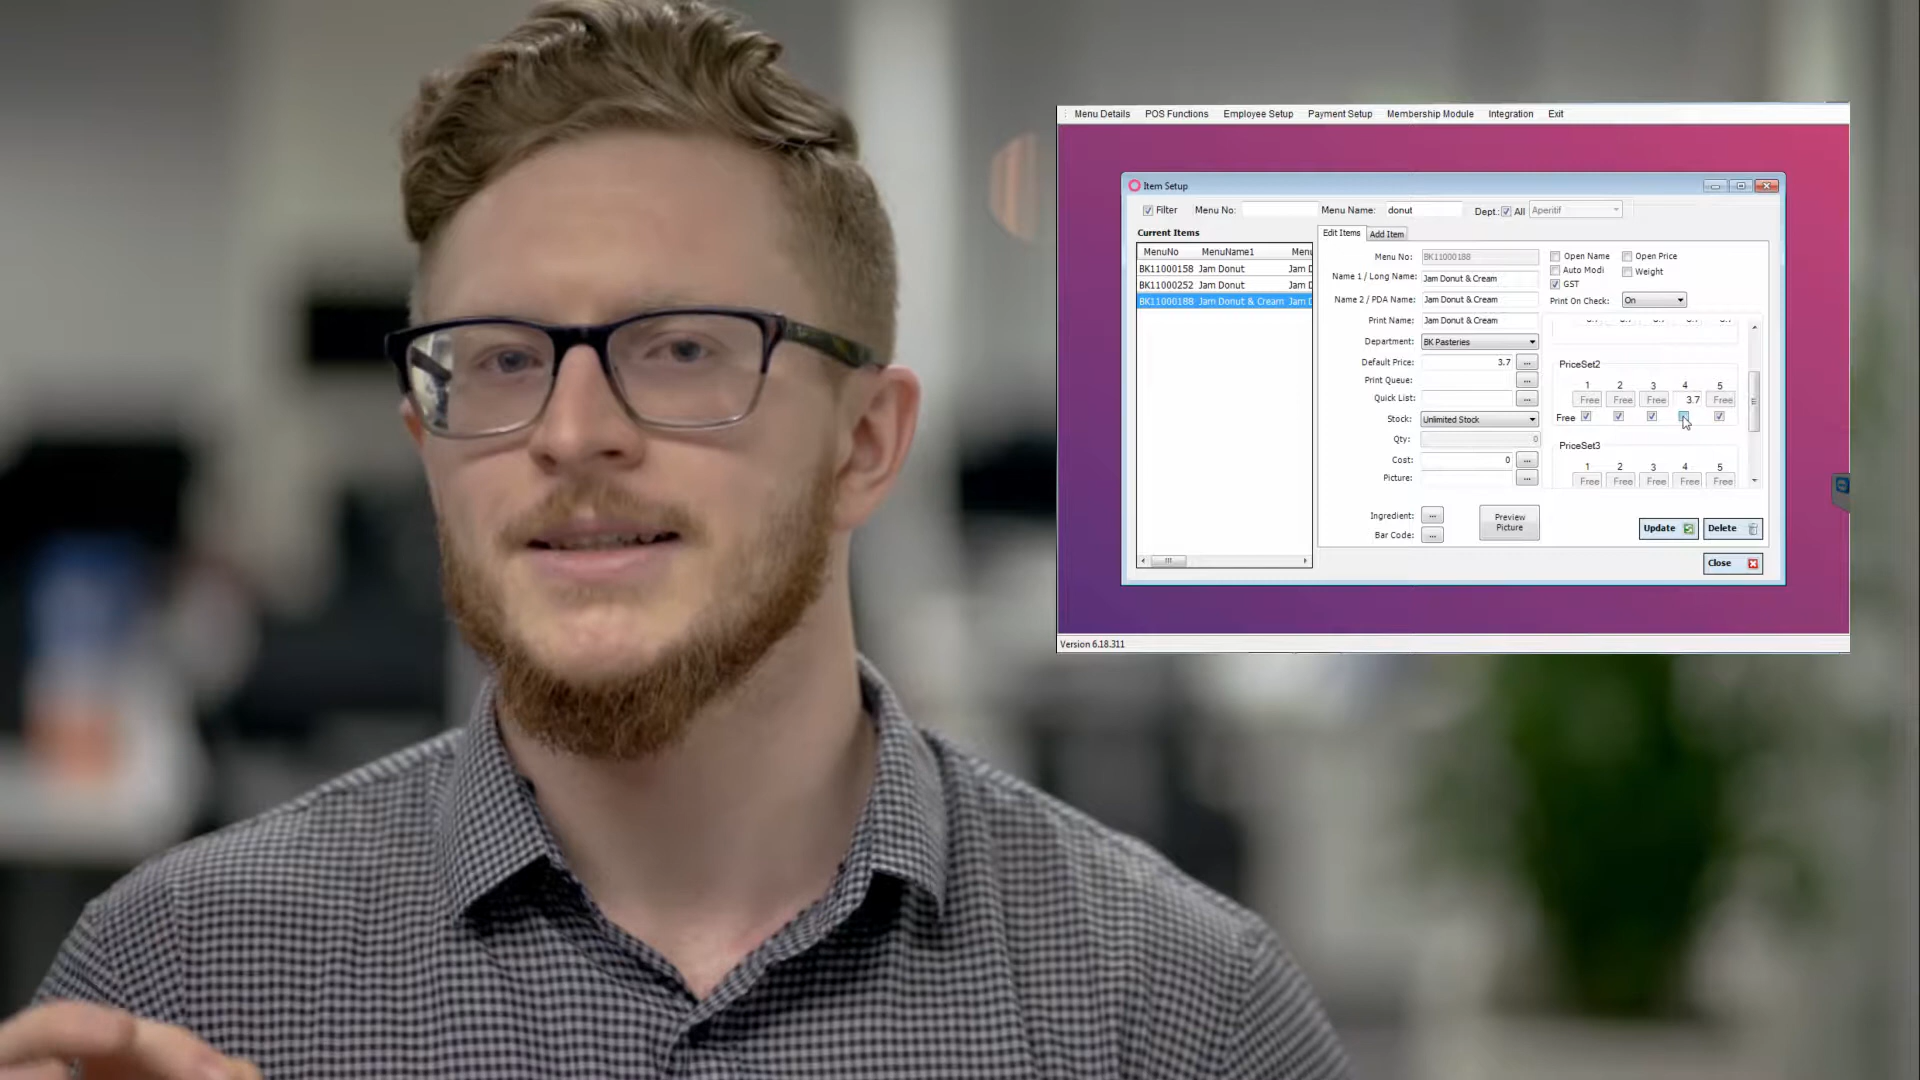 Menu Details POS Functions Employee Setup Payment Setup Membership Module Integration Exit
Item Setup
Filter Menu No: Menu Name: donut Dept.: All Aperitif
Current Items
MenuNo MenuName1 Menu
BK11000158 Jam Donut Jam D
BK11000252 Jam Donut Jam D
BK11000188 Jam Donut & Cream Jam D
Edit Items Add Item
Menu No: BK11000188
Name 1 / Long Name: Jam Donut & Cream
Name 2 / PDA Name: Jam Donut & Cream
Print Name: Jam Donut & Cream
Department: BK Pasteries
Default Price: 3.7 ...
Print Queue: ...
Quick List: ...
Stock: Unlimited Stock
Qty: 0
Cost: 0 ...
Picture: ...
Ingredient: ...
Bar Code: ...
Preview
Picture
Open Name Open Price
Auto Modi Weight
GST
Print On Check: On
PriceSet2
1 2 3 4 5
Free Free Free 3.7 Free
Free
PriceSet3
1 2 3 4 5
Free Free Free Free Free
Update Delete
Close
Version 6.18.311